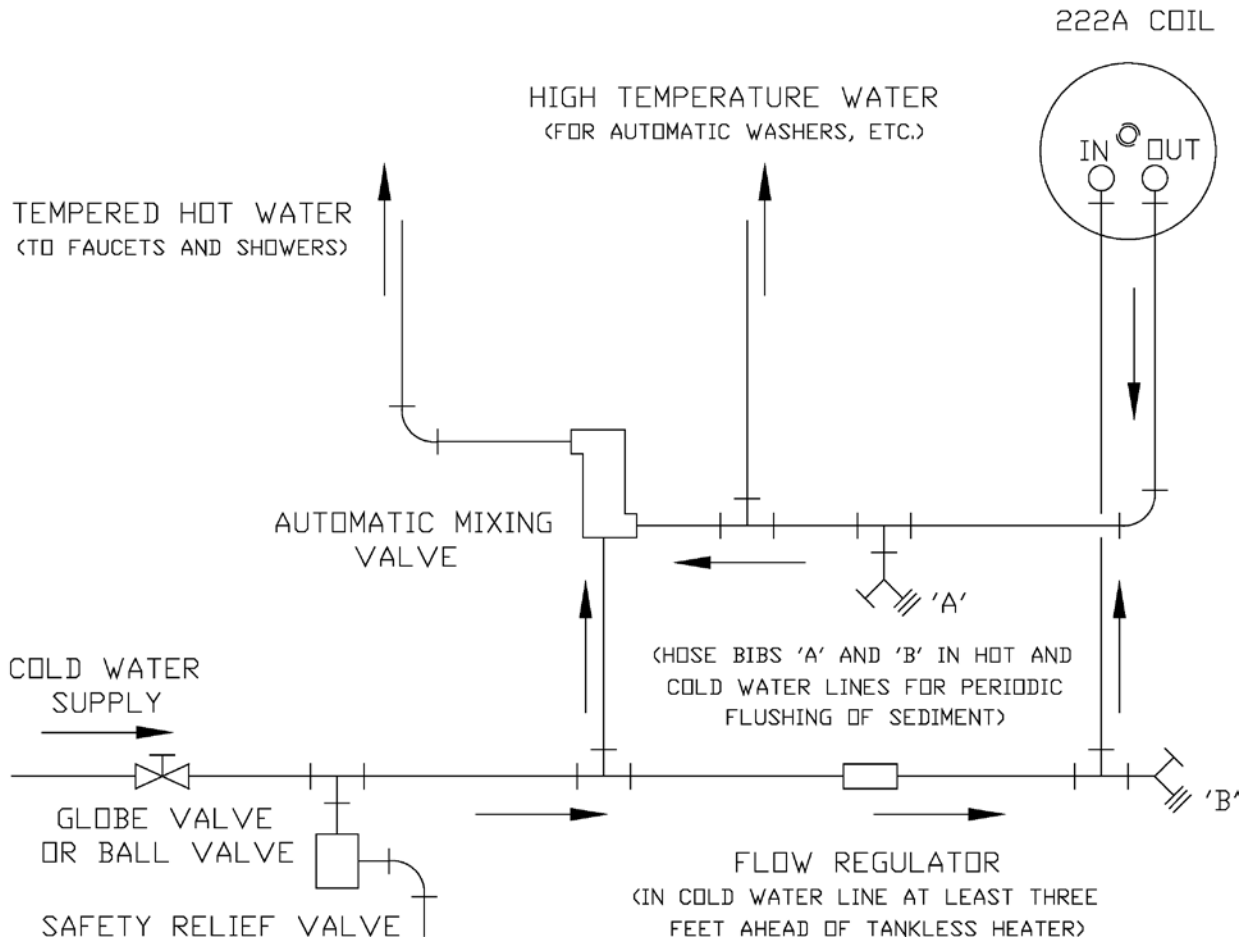 222A COIL
HIGH TEMPERATURE WATER
(FOR AUTOMATIC WASHERS, ETC.)
IN OUT
TEMPERED HOT WATER
(TO FAUCETS AND SHOWERS)
AUTOMATIC MIXING
VALVE
'A'
(HOSE BIBS 'A' AND 'B' IN HOT AND
COLD WATER LINES FOR PERIODIC
FLUSHING OF SEDIMENT)
COLD WATER
SUPPLY
GLOBE VALVE
OR BALL VALVE
'B'
FLOW REGULATOR
(IN COLD WATER LINE AT LEAST THREE
FEET AHEAD OF TANKLESS HEATER)
SAFETY RELIEF VALVE